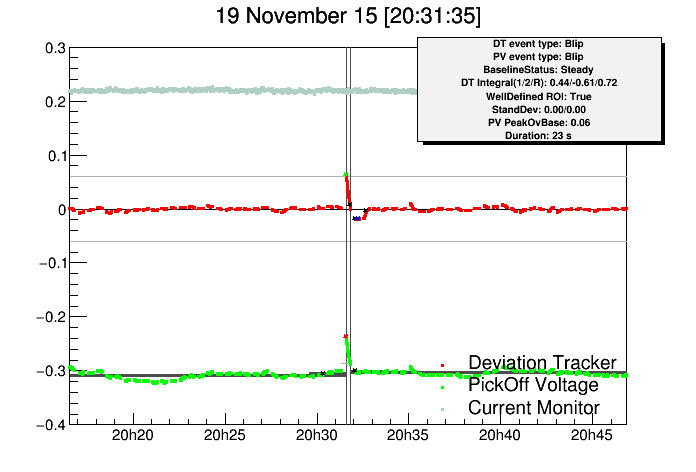 19 November 15 [20:31:35]
DT event type: Blip
PV event type: Blip
BaselineStatus: Steady
DT Integral(1/2/R): 0.44/-0.61/0.72
WellDefined ROI: True
StandDev: 0.00/0.00
PV PeakOvBase: 0.06
Duration: 23 s
0.3
0.2
0.1
0
−0.1
−0.2
−0.3
−0.4
Deviation Tracker
PickOff Voltage
Current Monitor
20h20 20h25 20h30 20h35 20h40 20h45